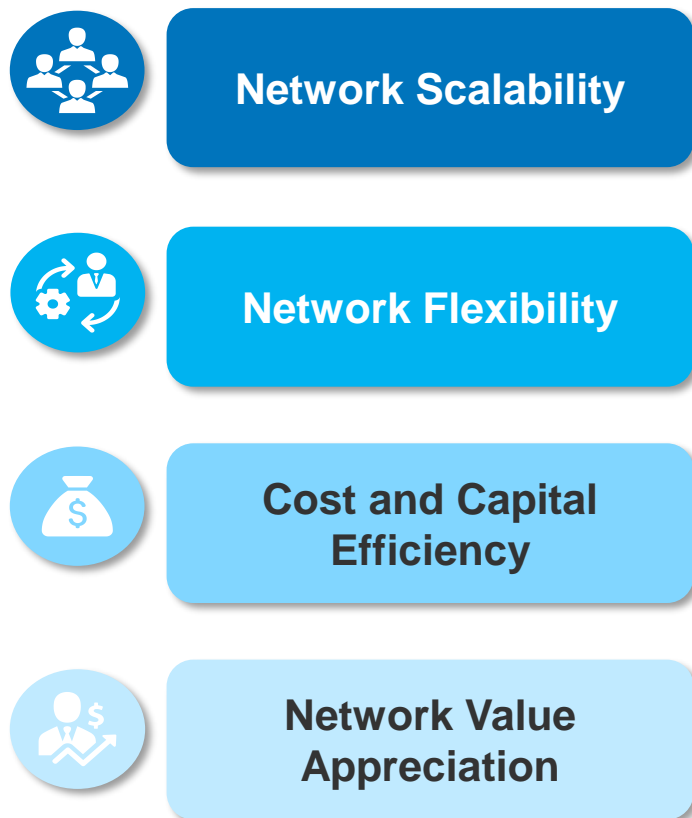 Network Scalability
Network Flexibility
$
Cost and Capital
Efficiency
$
Network Value
Appreciation